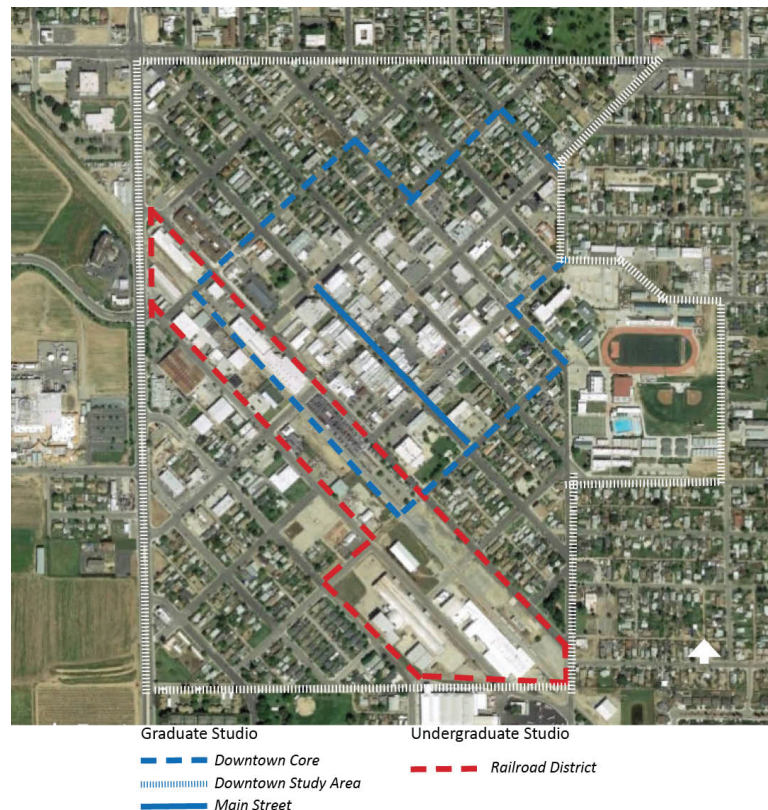 Graduate Studio
Downtown Core
Downtown Study Area
Main Street
Undergraduate Studio
Railroad District